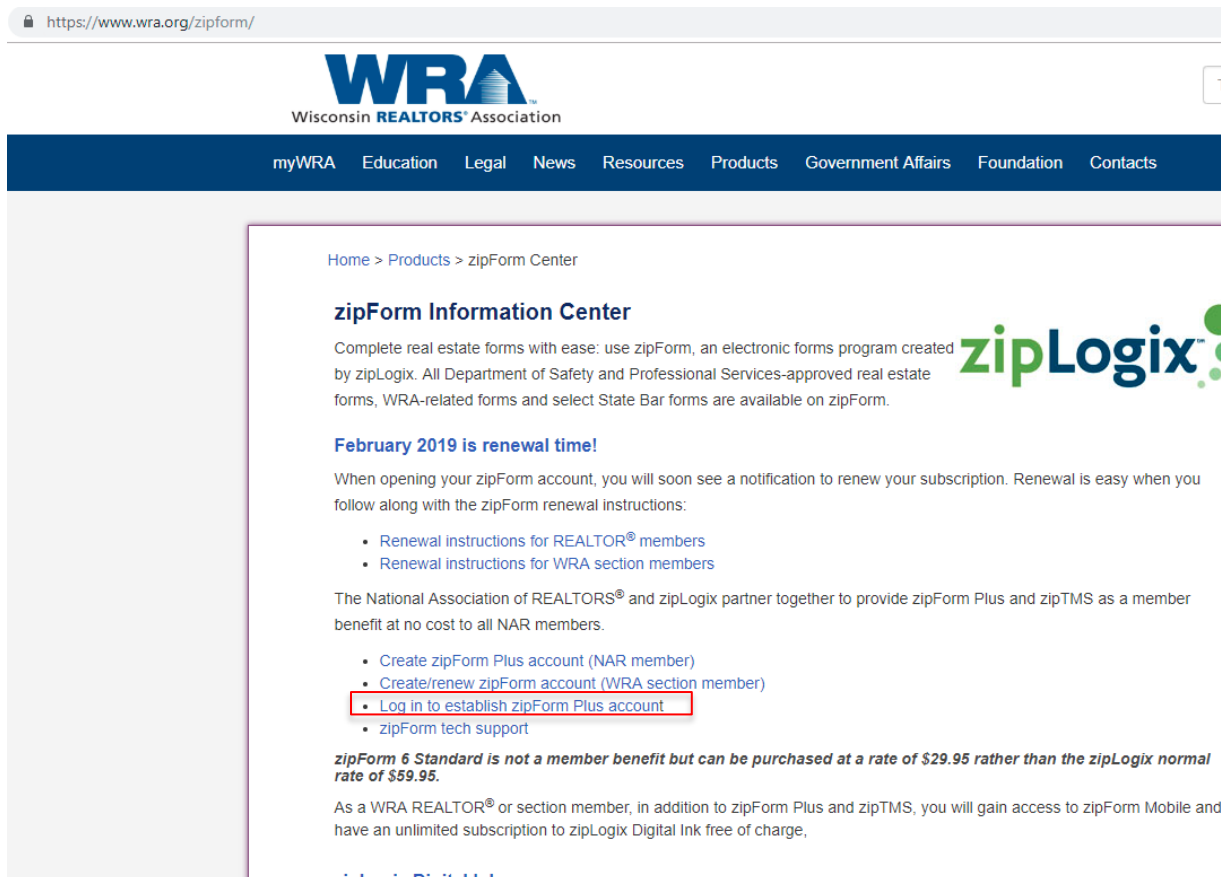 https://www.wra.org/zipform/
WRA™
Wisconsin REALTORS® Association
myWRA Education Legal News Resources Products Government Affairs Foundation Contacts
Home > Products > zipForm Center
zipForm Information Center
Complete real estate forms with ease: use zipForm, an electronic forms program created
by zipLogix. All Department of Safety and Professional Services-approved real estate
forms, WRA-related forms and select State Bar forms are available on zipForm.
zipLogix™
February 2019 is renewal time!
When opening your zipForm account, you will soon see a notification to renew your subscription. Renewal is easy when you
follow along with the zipForm renewal instructions:
• Renewal instructions for REALTOR® members
• Renewal instructions for WRA section members
The National Association of REALTORS® and zipLogix partner together to provide zipForm Plus and zipTMS as a member
benefit at no cost to all NAR members.
• Create zipForm Plus account (NAR member)
• Create/renew zipForm account (WRA section member)
• Log in to establish zipForm Plus account
• zipForm tech support
zipForm 6 Standard is not a member benefit but can be purchased at a rate of $29.95 rather than the zipLogix normal
rate of $59.95.
As a WRA REALTOR® or section member, in addition to zipForm Plus and zipTMS, you will gain access to zipForm Mobile and
have an unlimited subscription to zipLogix Digital Ink free of charge,